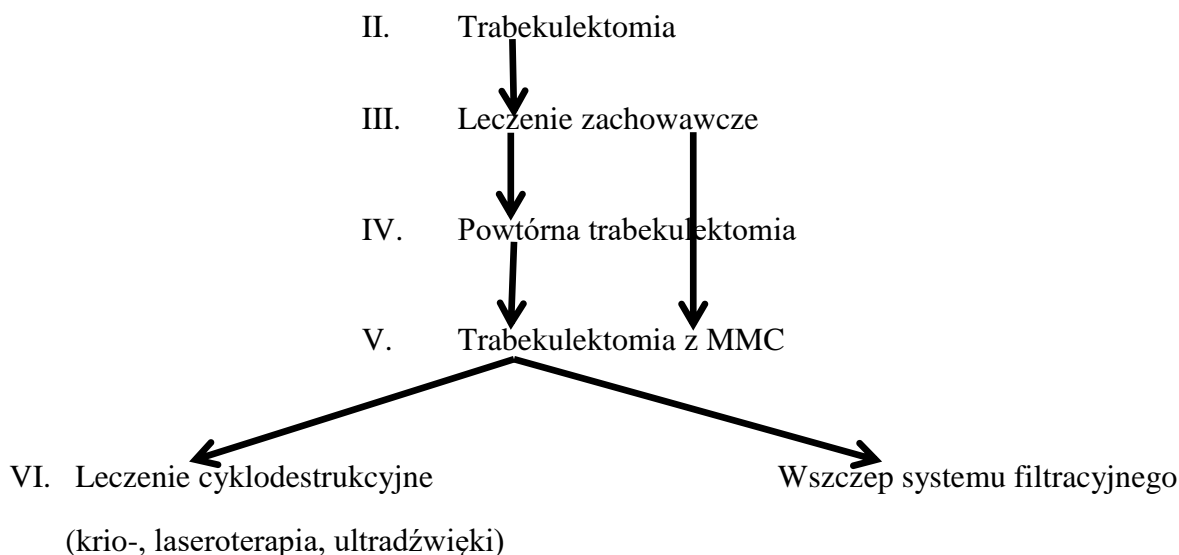 II. Trabekulektomia
III. Leczenie zachowawcze
IV. Powtórna trabekulektomia
V. Trabekulektomia z MMC
VI. Leczenie cyklodestrukcyjne Wszczep systemu filtracyjnego
(krio-, laseroterapia, ultradźwięki)